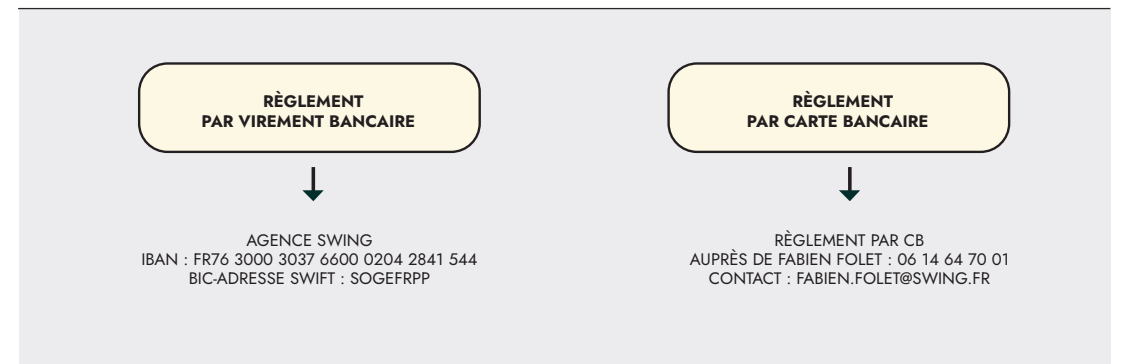 RÈGLEMENT
PAR VIREMENT BANCAIRE
AGENCE SWING
IBAN : FR76 3000 3037 6600 0204 2841 544
BIC-ADRESSE SWIFT : SOGEFRPP
RÈGLEMENT
PAR CARTE BANCAIRE
RÈGLEMENT PAR CB
AUPRÈS DE FABIEN FOLET : 06 14 64 70 01
CONTACT : FABIEN.FOLET@SWING.FR